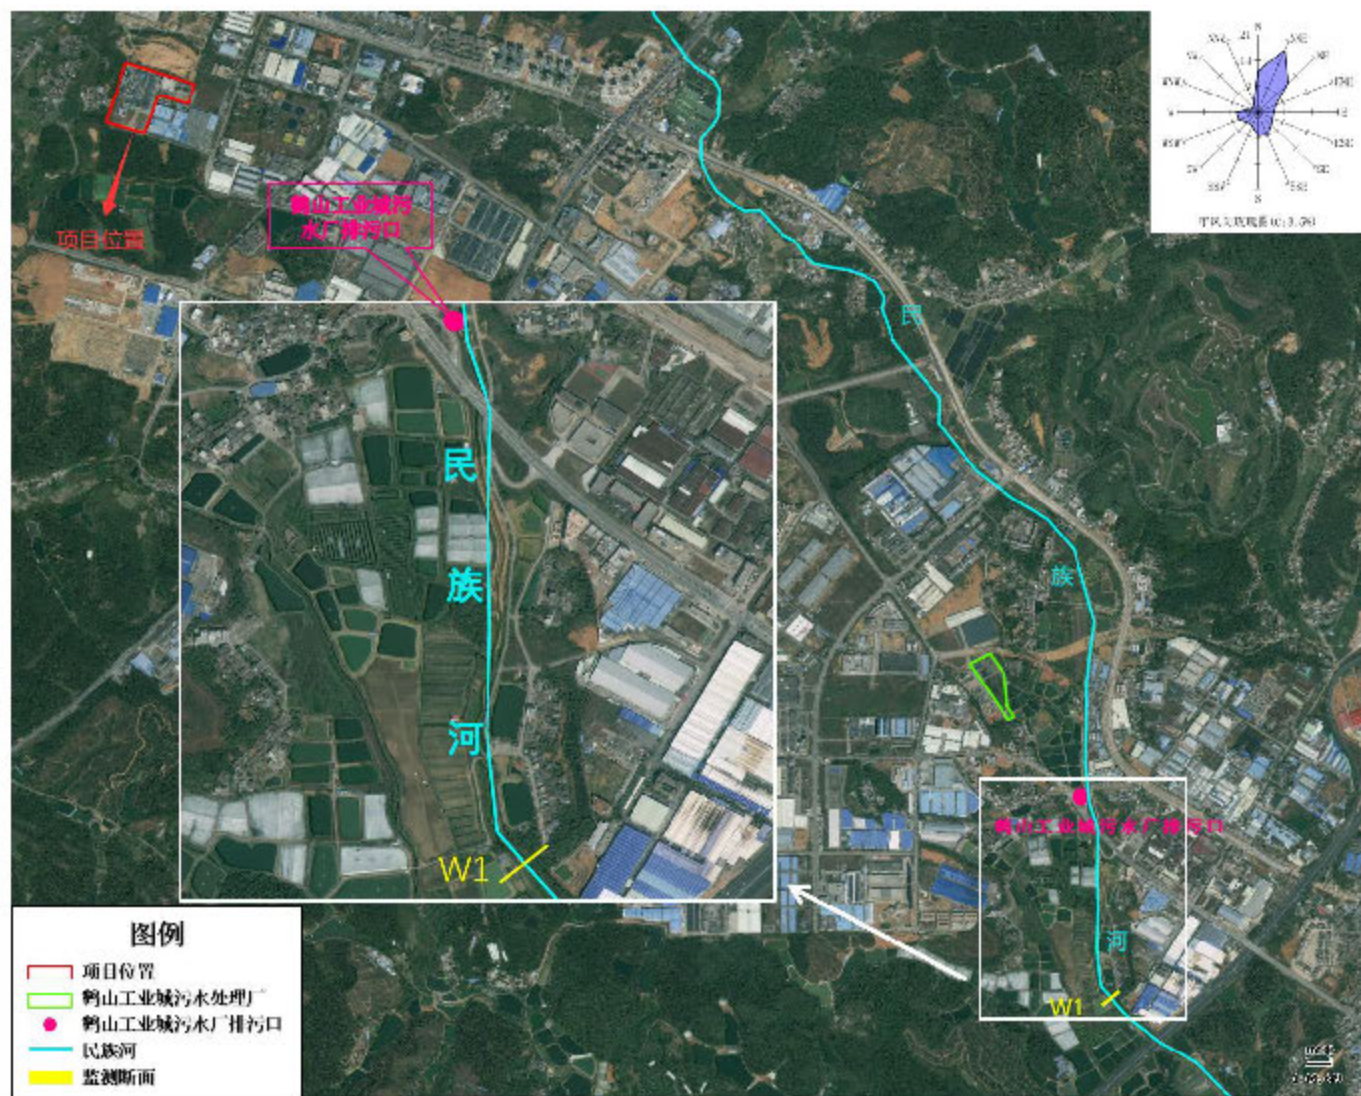 项目位置
鹤山工业城污
水厂排污口
民
族
河
W1
民
族
鹤山工业城污水厂排污口
河
W1
N
NE
E
SE
S
SSE
图例
项目位置
鹤山工业城污水处理厂
鹤山工业城污水厂排污口
民族河
监测断面